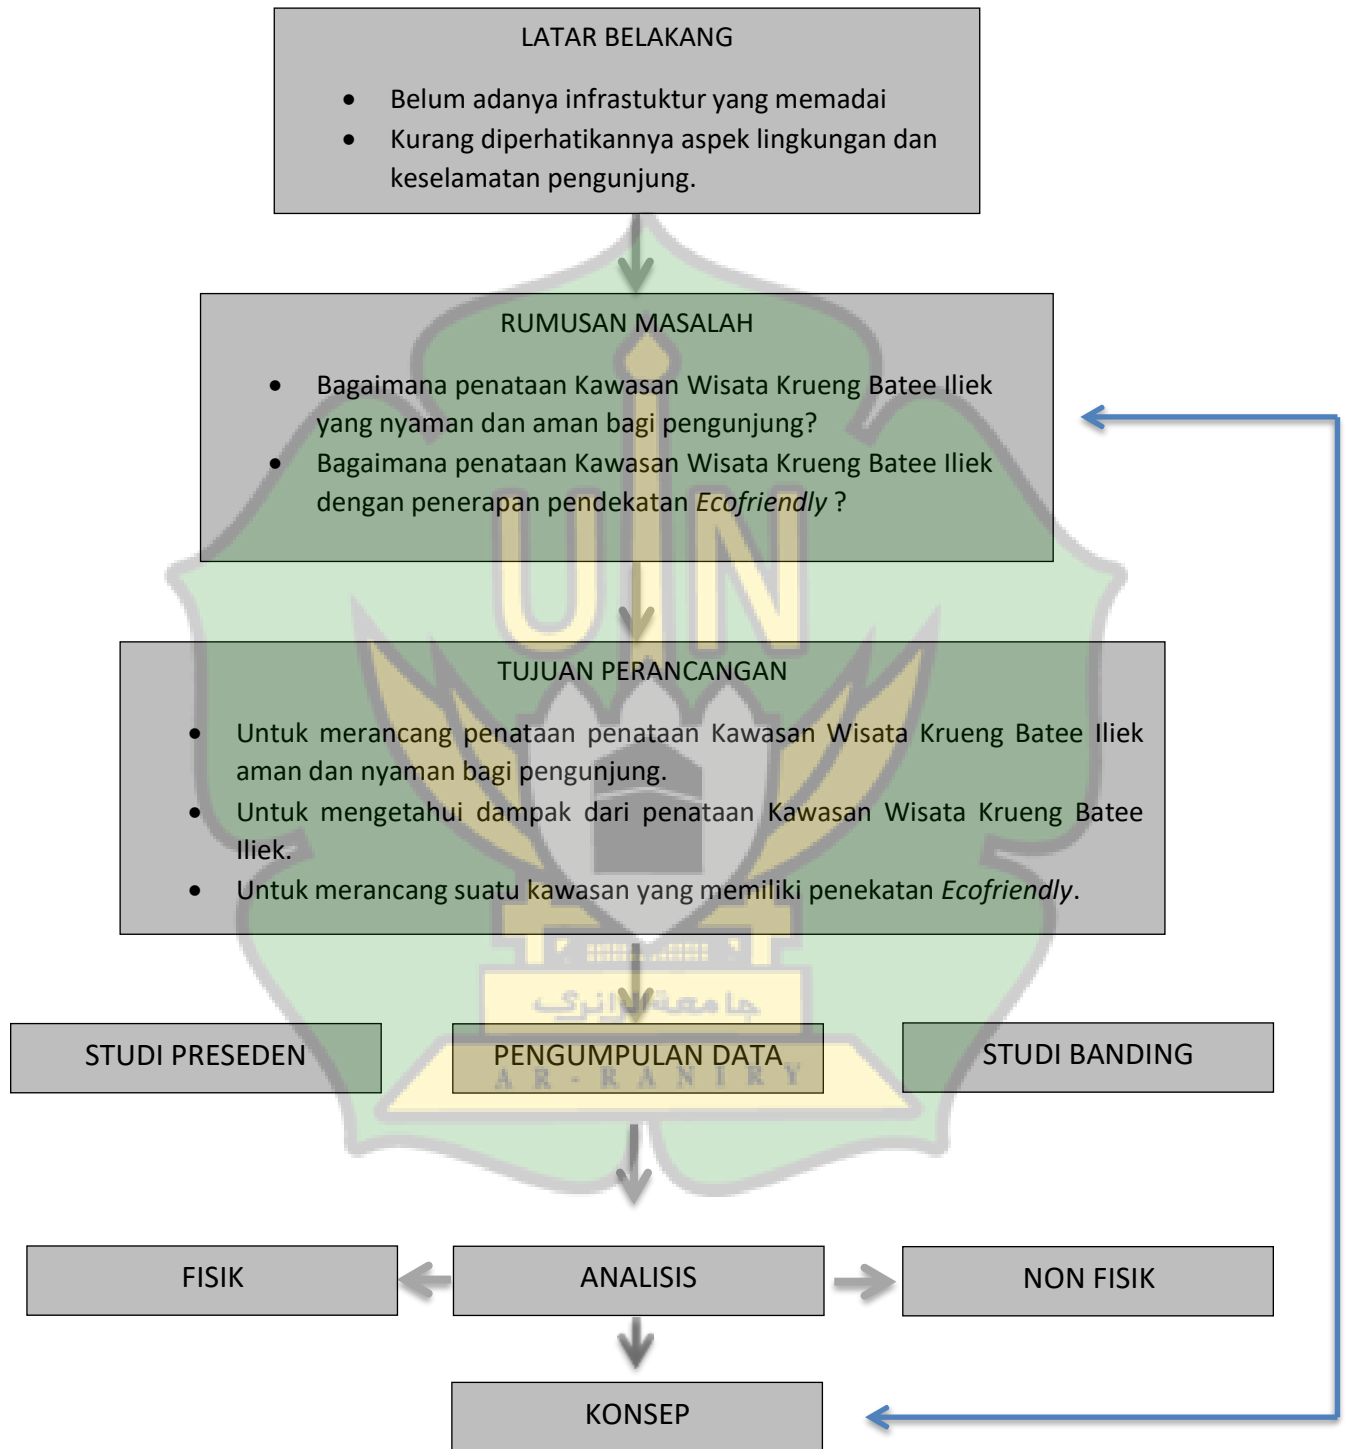 LATAR BELAKANG
• Belum adanya infrastuktur yang memadai
• Kurang diperhatikannya aspek lingkungan dan
keselamatan pengunjung.
RUMUSAN MASALAH
• Bagaimana penataan Kawasan Wisata Krueng Batee Iliek
yang nyaman dan aman bagi pengunjung?
• Bagaimana penataan Kawasan Wisata Krueng Batee Iliek
dengan penerapan pendekatan Ecofriendly ?
UIN
TUJUAN PERANCANGAN
• Untuk merancang penataan penataan Kawasan Wisata Krueng Batee Iliek
aman dan nyaman bagi pengunjung.
• Untuk mengetahui dampak dari penataan Kawasan Wisata Krueng Batee
Iliek.
• Untuk merancang suatu kawasan yang memiliki penekatan Ecofriendly.
جامعة الرانري
STUDI PRESEDEN
PENGUMPULAN DATA
STUDI BANDING
AR-RANIRY
FISIK
ANALISIS
NON FISIK
KONSEP